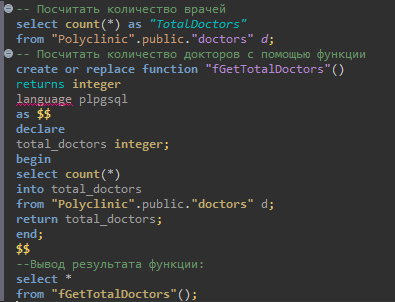 -- Посчитать количество врачей
select count(*) as "TotalDoctors"
from "Polyclinic".public."doctors" d;
-- Посчитать количество докторов с помощью функции
create or replace function "fGetTotalDoctors"()
returns integer
language plpgsql
as $$
declare
total_doctors integer;
begin
select count(*)
into total_doctors
from "Polyclinic".public."doctors" d;
return total_doctors;
end;
$$
--Вывод результата функции:
select *
from "fGetTotalDoctors"();